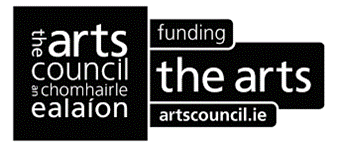 the arts
council
an chomhairle
ealaíon
funding
the arts
artscouncil.ie